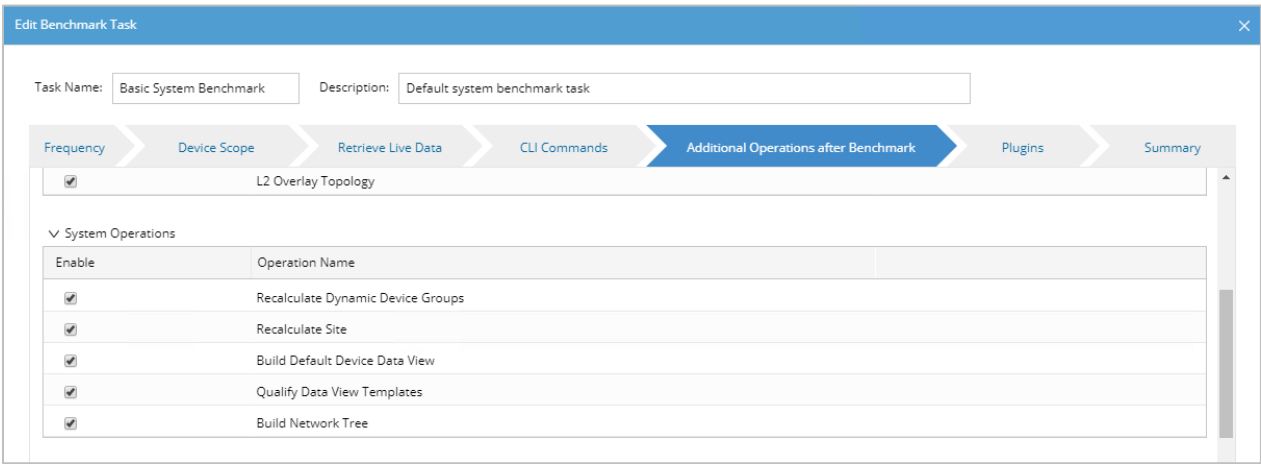 Edit Benchmark Task
Task Name: Basic System Benchmark Description: Default system benchmark task
Frequency Device Scope Retrieve Live Data CLI Commands Additional Operations after Benchmark Plugins Summary
L2 Overlay Topology
System Operations
Enable Operation Name
Recalculate Dynamic Device Groups
Recalculate Site
Build Default Device Data View
Qualify Data View Templates
Build Network Tree